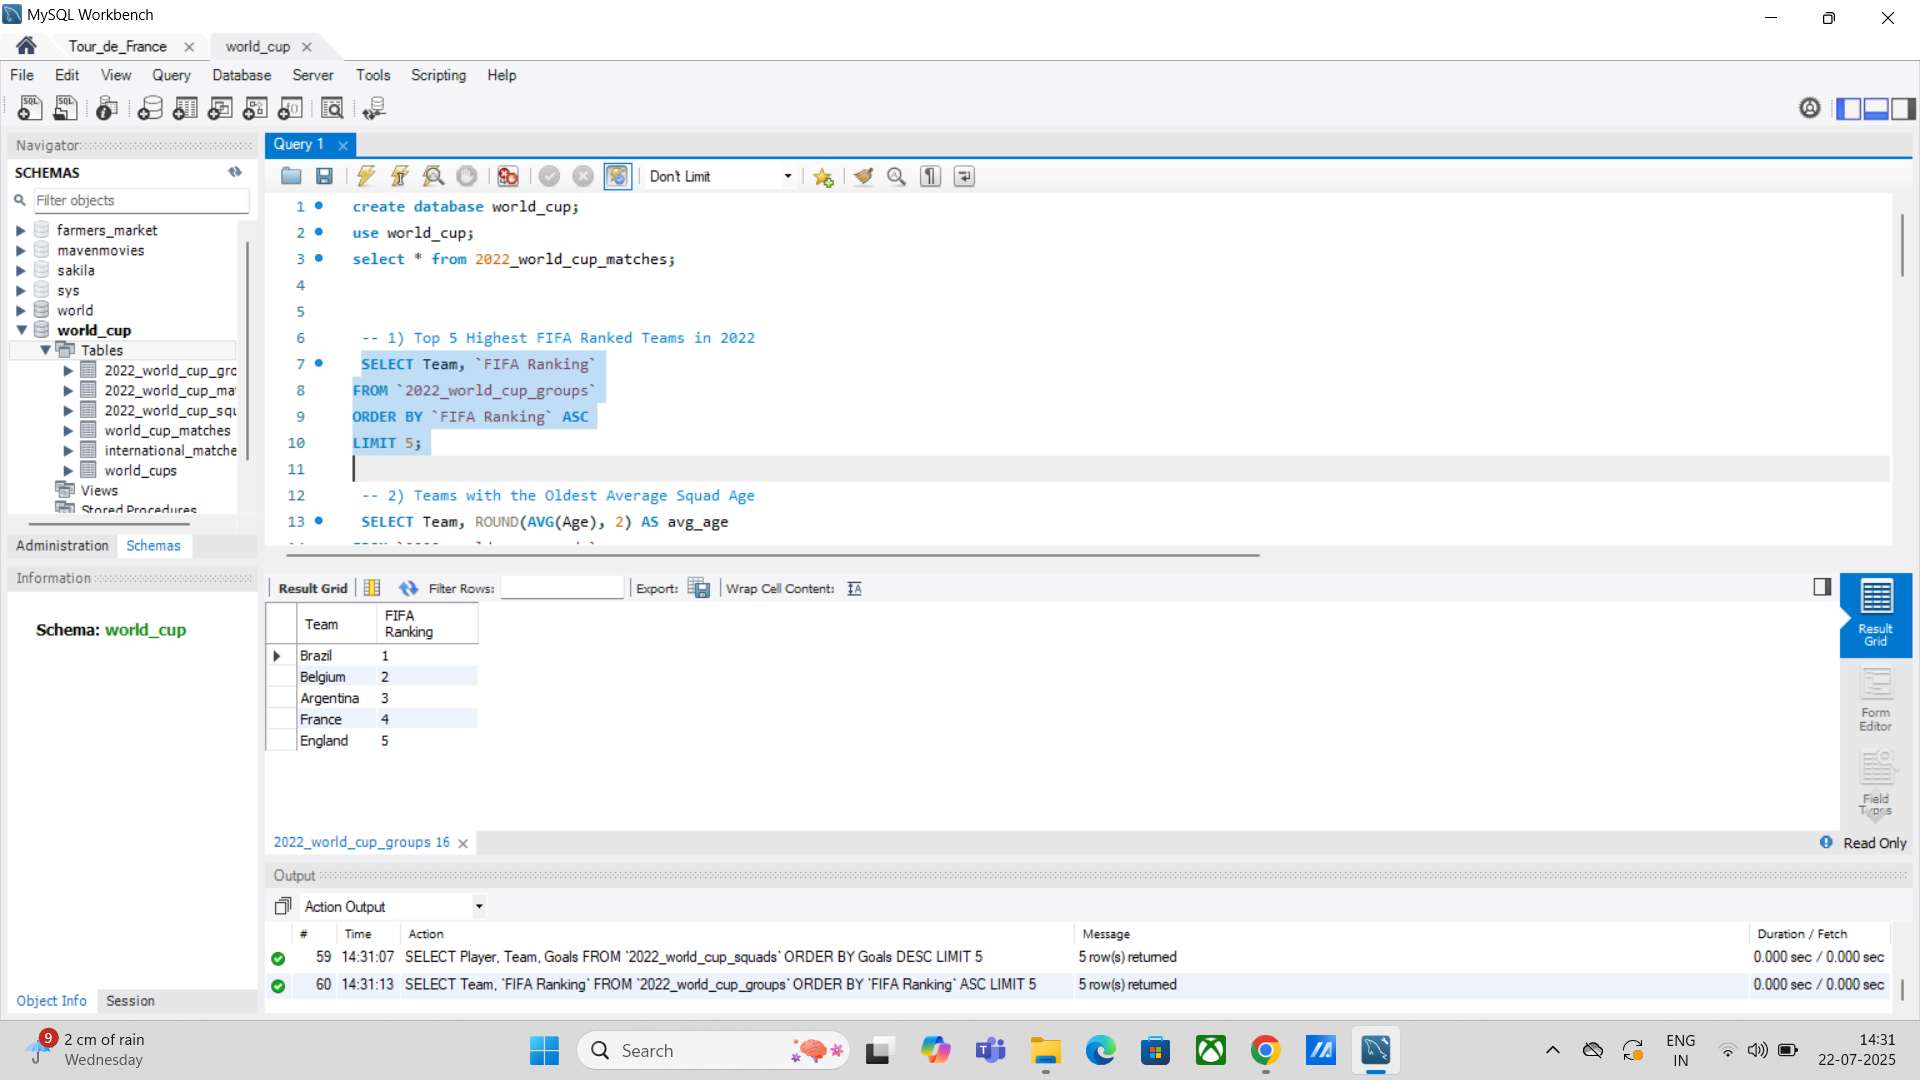 MySQL Workbench
Tour_de_France
world_cup
File Edit View Query Database Server Tools Scripting Help
Navigator
SCHEMAS
Filter objects
farmers_market
mavenmovies
sakila
sys
world
world_cup
Tables
2022_world_cup_gro
2022_world_cup_ma
2022_world_cup_squ
world_cup_matches
international_matche
world_cups
Views
Stored Procedures
Administration Schemas
Information
Schema: world_cup
Object Info Session
Query 1
Don't Limit
1 create database world_cup;
2 use world_cup;
3 select * from 2022_world_cup_matches;
4
5
6 -- 1) Top 5 Highest FIFA Ranked Teams in 2022
7 SELECT Team, `FIFA Ranking`
8 FROM `2022_world_cup_groups`
9 ORDER BY `FIFA Ranking` ASC
10 LIMIT 5;
11
12 -- 2) Teams with the Oldest Average Squad Age
13 SELECT Team, ROUND(AVG(Age), 2) AS avg_age
Result Grid Filter Rows: Export: Wrap Cell Content:
Team FIFA Ranking
Brazil 1
Belgium 2
Argentina 3
France 4
England 5
Result Grid
Form Editor
Field Types
2022_world_cup_groups 16
Read Only
Output
Action Output
# Time Action Message Duration / Fetch
59 14:31:07 SELECT Player, Team, Goals FROM `2022_world_cup_squads` ORDER BY Goals DESC LIMIT 5 5 row(s) returned 0.000 sec / 0.000 sec
60 14:31:13 SELECT Team, `FIFA Ranking` FROM `2022_world_cup_groups` ORDER BY `FIFA Ranking` ASC LIMIT 5 5 row(s) returned 0.000 sec / 0.000 sec
9
2 cm of rain
Wednesday
Search
ENG
IN
14:31
22-07-2025